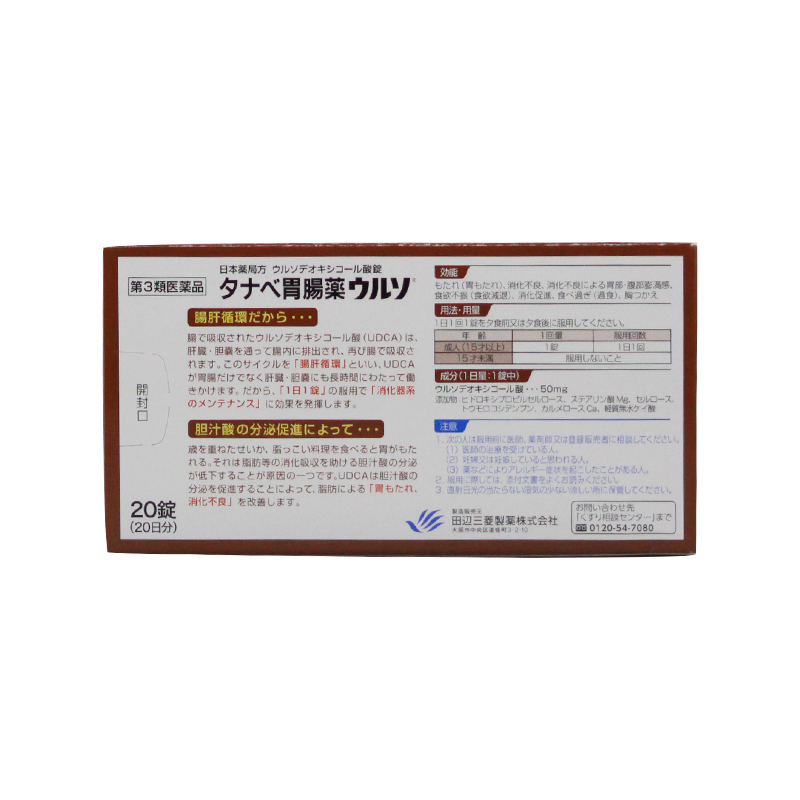 開封口
第3類医薬品
日本薬局方 ウルソデオキシコール酸錠
タナベ胃腸薬ウルソ®
腸肝循環だから・・・
腸で吸収されたウルソデオキシコール酸(UDCA)は、
肝臓・胆嚢を通って腸内に排出され、再び腸で吸収さ
れます。このサイクルを「腸肝循環」といい、UDCA
が胃腸だけでなく肝臓・胆嚢にも長時間にわたって働
きかけます。だから、「1日1錠」の服用で「消化器系
のメンテナンス」に効果を発揮します。
胆汁酸の分泌促進によって・・・
歳を重ねたせいか、脂っこい料理を食べると胃がもた
れる。それは脂肪等の消化吸収を助ける胆汁酸の分泌
が低下することが原因の一つです。UDCAは胆汁酸の
分泌を促進することによって、脂肪による「胃もたれ、
消化不良」を改善します。
20錠
(20日分)
効能
もたれ(胃もたれ)、消化不良、消化不良による胃部・腹部膨満感、
食欲不振(食欲減退)、消化促進、食べ過ぎ(過食)、胸つかえ
用法・用量
1日1回1錠を夕食前又は夕食後に服用してください。
年 齢 1回量 服用回数
成人(15才以上) 1錠 1日1回
15才未満 服用しないこと
成分(1日量:1錠中)
ウルソデオキシコール酸・・・50mg
添加物:ヒドロキシプロピルセルロース、ステアリン酸Mg、セルロース、
トウモロコシデンプン、カルメロースCa、軽質無水ケイ酸
注意
1. 次の人は服用前に医師、薬剤師又は登録販売者に相談してください。
(1) 医師の治療を受けている人。
(2) 妊婦又は妊娠していると思われる人。
(3) 薬などによりアレルギー症状を起こしたことがある人。
2. 服用に際しては、添付文書をよくお読みください。
3. 直射日光の当たらない湿気の少ない涼しい所に保管してください。
製造販売元
田辺三菱製薬株式会社
大阪市中央区道修町3-2-10
お問い合わせ先
「くすり相談センター」まで
0120-54-7080